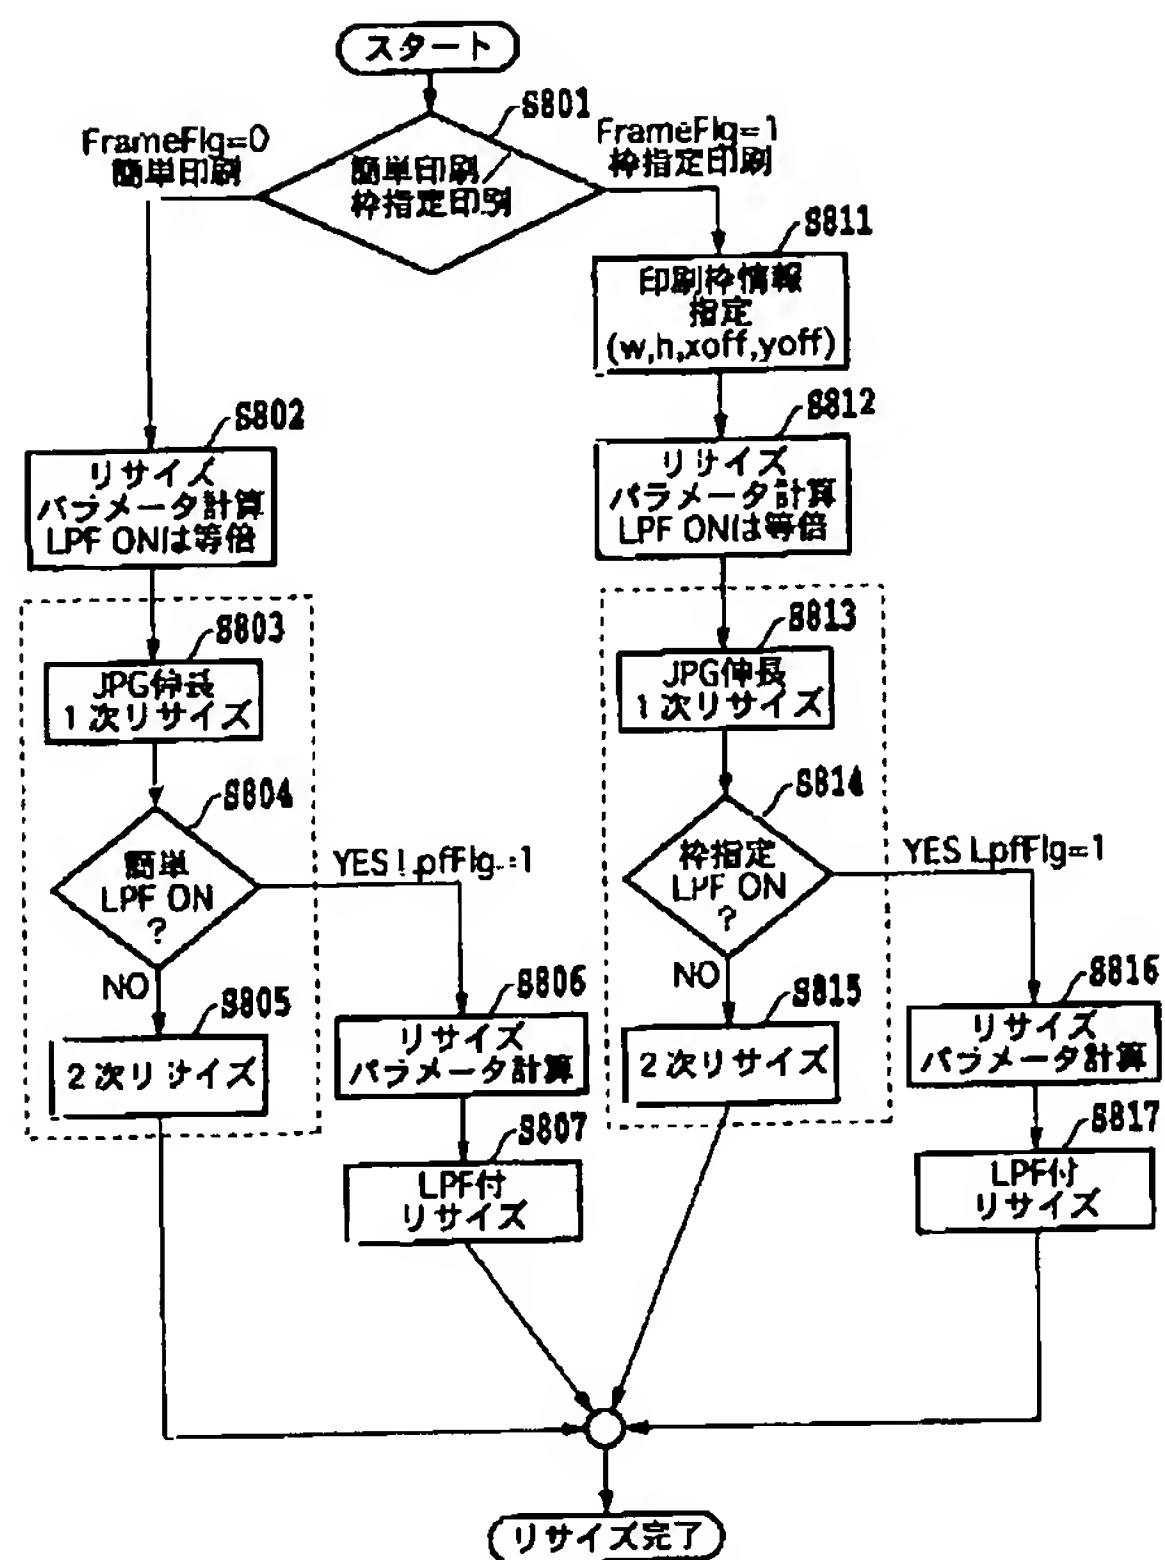 スタート
S801
FrameFlg=0
簡単印刷
簡単印刷
枠指定印刷
FrameFlg=1
枠指定印刷
S811
印刷枠情報
指定
(w,h,xoff,yoff)
S802
リサイズ
パラメータ計算
LPF ONは等倍
S812
リサイズ
パラメータ計算
LPF ONは等倍
S803
JPG伸長
1次リサイズ
S813
JPG伸長
1次リサイズ
S804
簡単
LPF ON
?
YES LpfFlg=1
NO
S814
枠指定
LPF ON
?
YES LpfFlg=1
NO
S805
2次リサイズ
S806
リサイズ
パラメータ計算
S815
2次リサイズ
S816
リサイズ
パラメータ計算
S807
LPF付
リサイズ
S817
LPF付
リサイズ
リサイズ完了